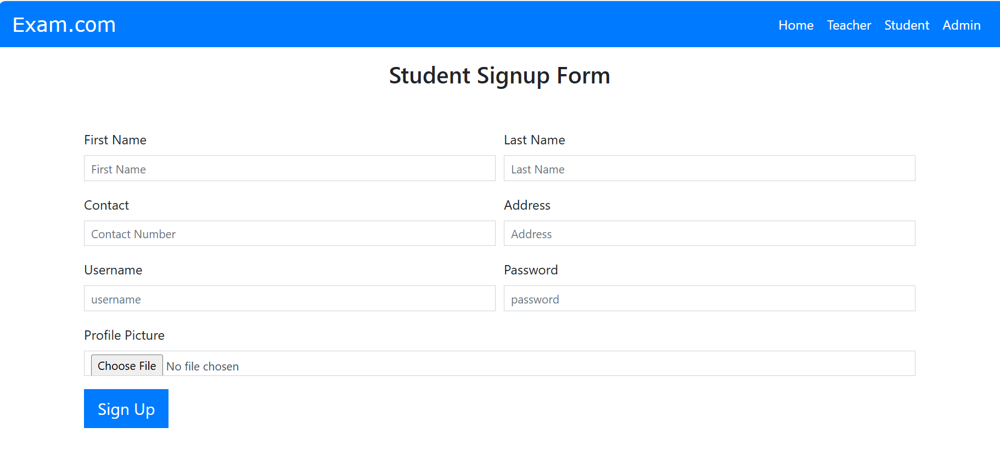 Exam.com
Home Teacher Student Admin
Student Signup Form
First Name Last Name
First Name Last Name
Contact Address
Contact Number Address
Username Password
username password
Profile Picture
Choose File No file chosen
Sign Up